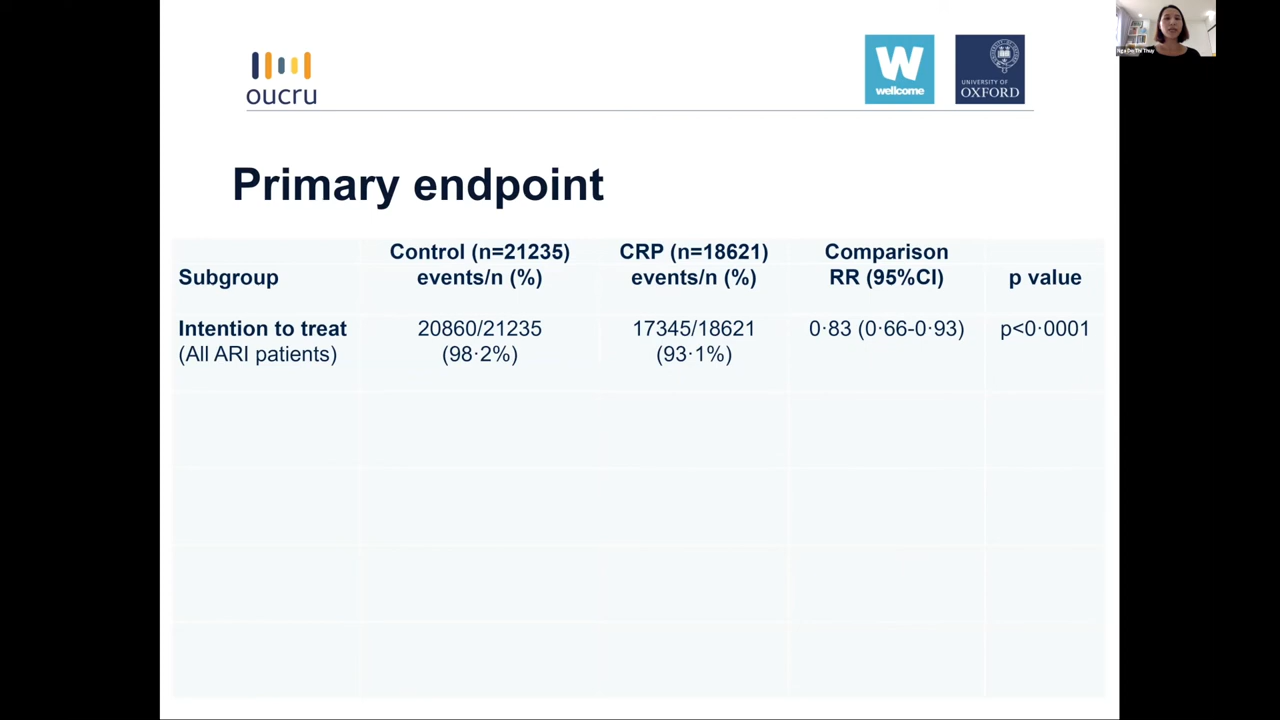 oucru
W
wellcome
UNIVERSITY OF
OXFORD
Primary endpoint
Subgroup
Control (n=21235)
events/n (%)
CRP (n=18621)
events/n (%)
Comparison
RR (95%CI)
p value
Intention to treat
(All ARI patients)
20860/21235
(98·2%)
17345/18621
(93·1%)
0·83 (0·66-0·93)
p<0·0001